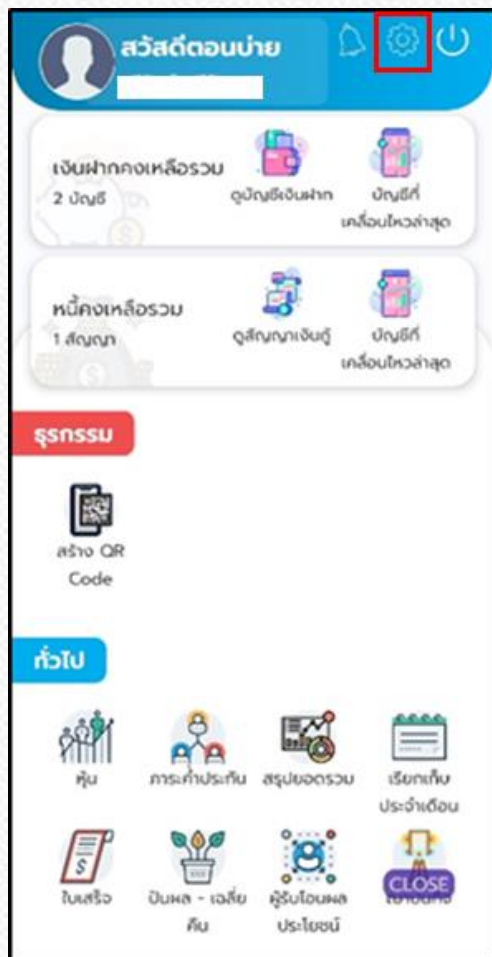 สวัสดีตอนบ่าย
เงินฝากคงเหลือรวม
2 บัญชี
ดูบัญชีเงินฝาก
บัญชีที่
เคลื่อนไหวล่าสุด
หนี้คงเหลือรวม
1 สัญญา
ดูสัญญาเงินกู้
บัญชีที่
เคลื่อนไหวล่าสุด
ธุรกรรม
สร้าง QR
Code
ทั่วไป
หุ้น
ภาระค้ำประกัน
สรุปยอดรวม
เรียกเก็บ
ประจำเดือน
ใบเสร็จ
ปันผล - เฉลี่ย
คืน
ผู้รับโอนผล
ประโยชน์
CLOSE